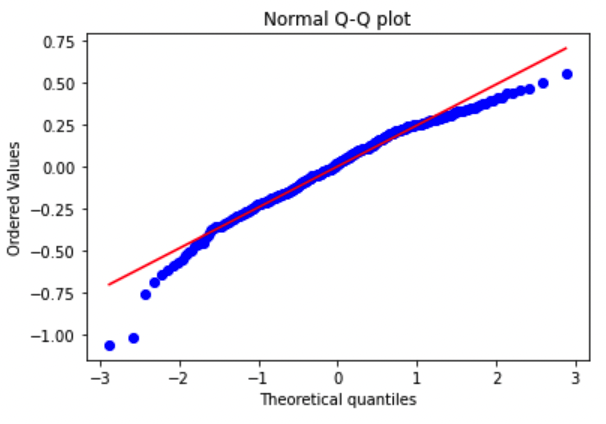 Normal Q-Q plot
0.75
0.50
0.25
0.00
−0.25
−0.50
−0.75
−1.00
Ordered Values
−3 −2 −1 0 1 2 3
Theoretical quantiles